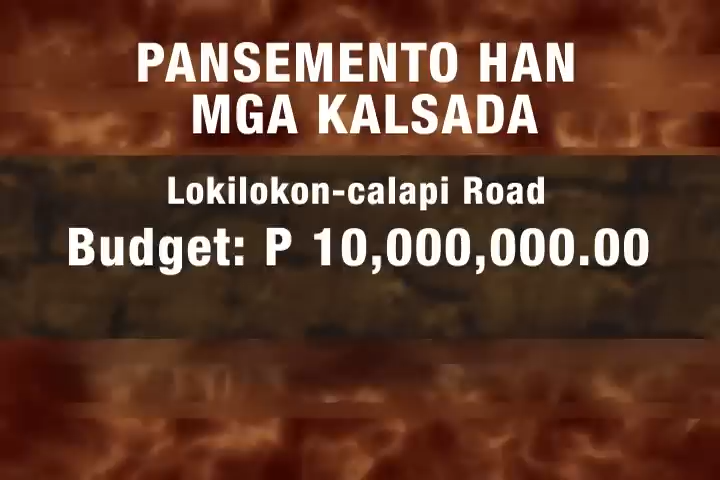 PANSEMENTO HAN
MGA KALSADA
Lokilokon-calapi Road
Budget: P 10,000,000.00